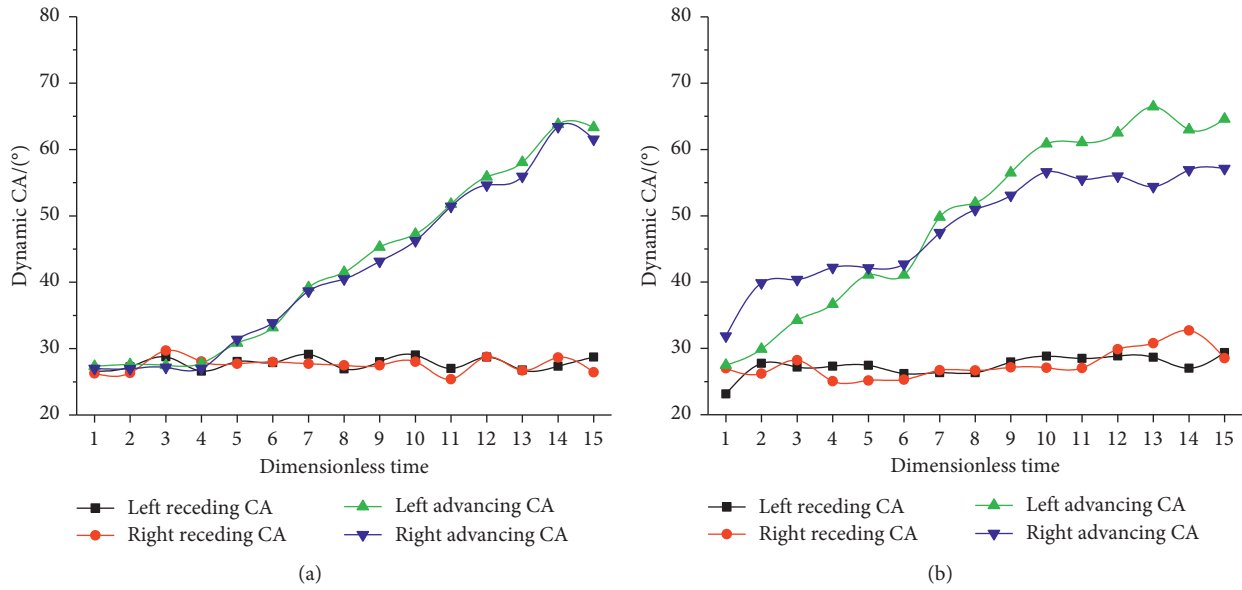 80
70
60
50
40
30
20
Dynamic CA/(°)
1 2 3 4 5 6 7 8 9 10 11 12 13 14 15
Dimensionless time
Left receding CA
Right receding CA
Left advancing CA
Right advancing CA
(a)
80
70
60
50
40
30
20
Dynamic CA/(°)
1 2 3 4 5 6 7 8 9 10 11 12 13 14 15
Dimensionless time
Left receding CA
Right receding CA
Left advancing CA
Right advancing CA
(b)